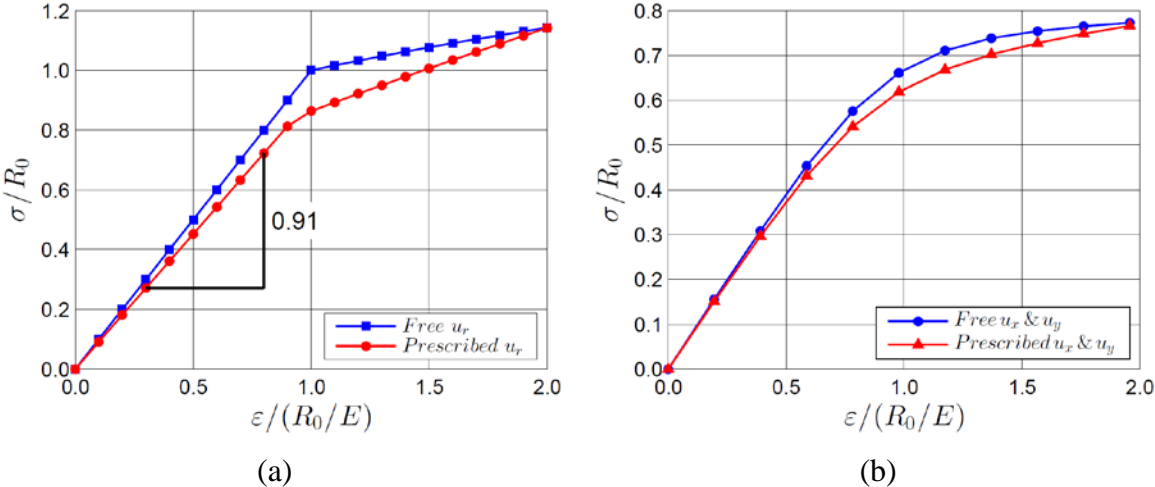 1.2
1.0
0.8
0.6
0.4
0.2
0.0
σ/R₀
0.91
Free uᵣ
Prescribed uᵣ
0.0 0.5 1.0 1.5 2.0
ε/(R₀/E)
(a)
0.8
0.7
0.6
0.5
0.4
0.3
0.2
0.1
0.0
σ/R₀
Free uₓ & u_y
Prescribed uₓ & u_y
0.0 0.5 1.0 1.5 2.0
ε/(R₀/E)
(b)